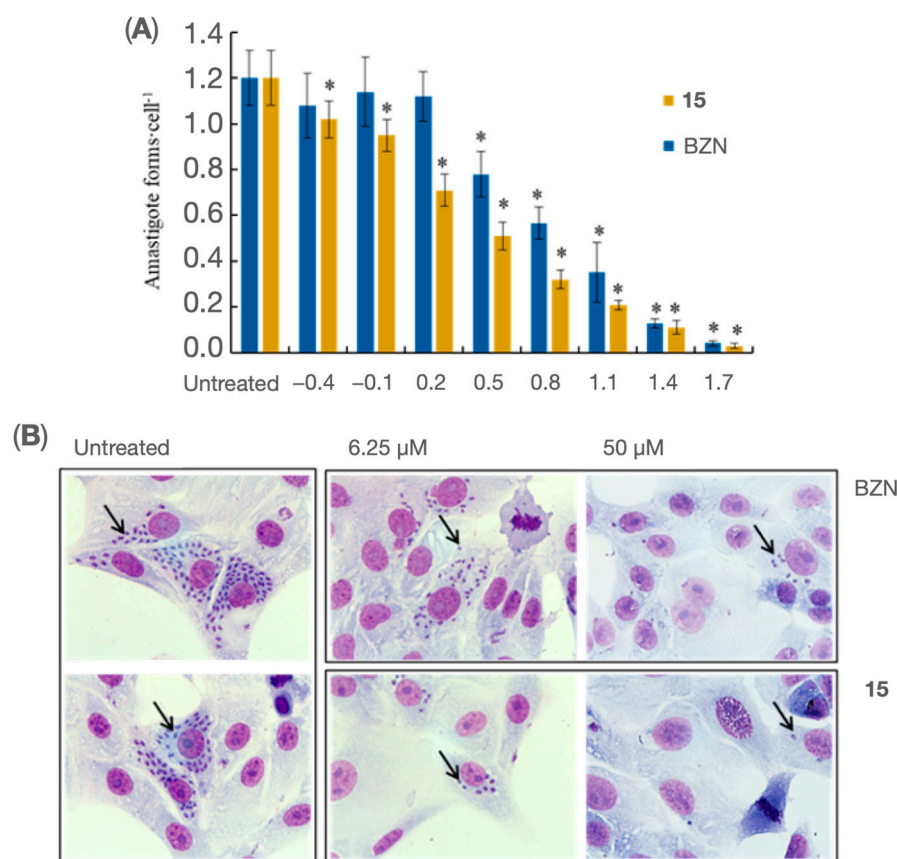 (A)
Amastigote forms·cell⁻¹
1.4
1.2
1.0
0.8
0.6
0.4
0.2
0.0
15
BZN
* * * * * * * * * * * * *
Untreated −0.4 −0.1 0.2 0.5 0.8 1.1 1.4 1.7
(B)
Untreated 6.25 µM 50 µM
BZN
15